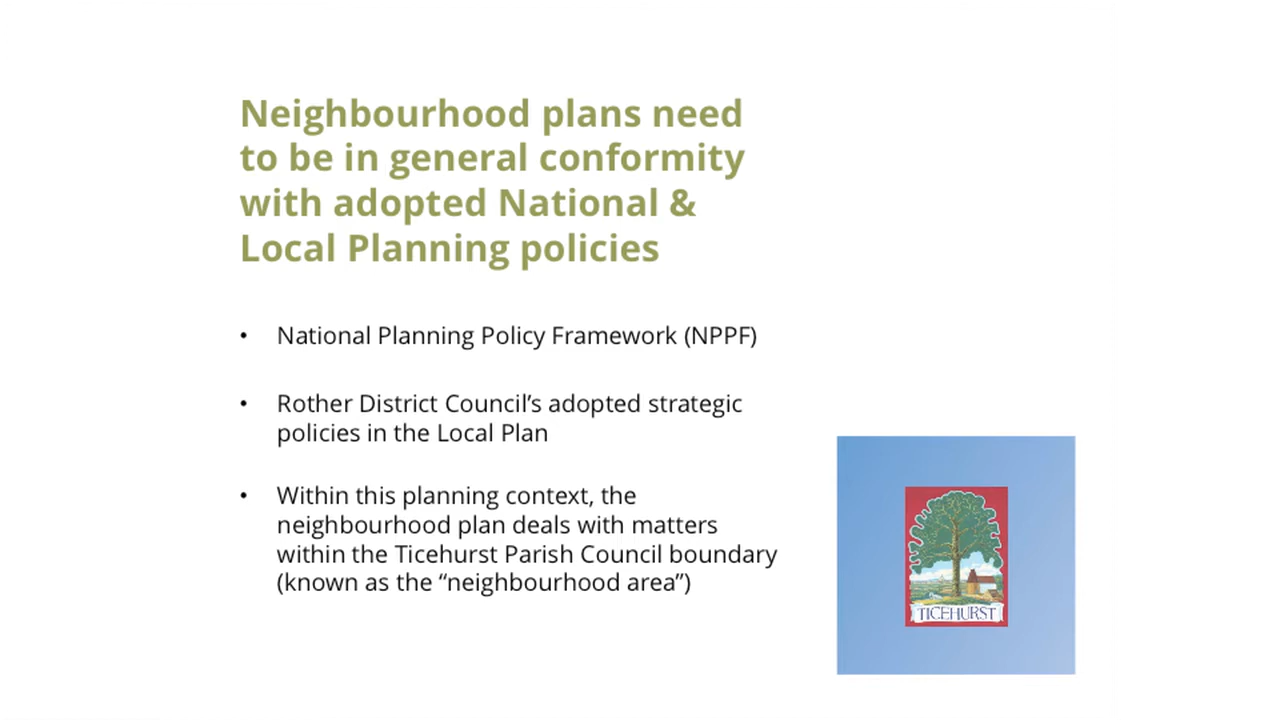 Neighbourhood plans need
to be in general conformity
with adopted National &
Local Planning policies
• National Planning Policy Framework (NPPF)
• Rother District Council’s adopted strategic
policies in the Local Plan
• Within this planning context, the
neighbourhood plan deals with matters
within the Ticehurst Parish Council boundary
(known as the “neighbourhood area”)
TICEHURST